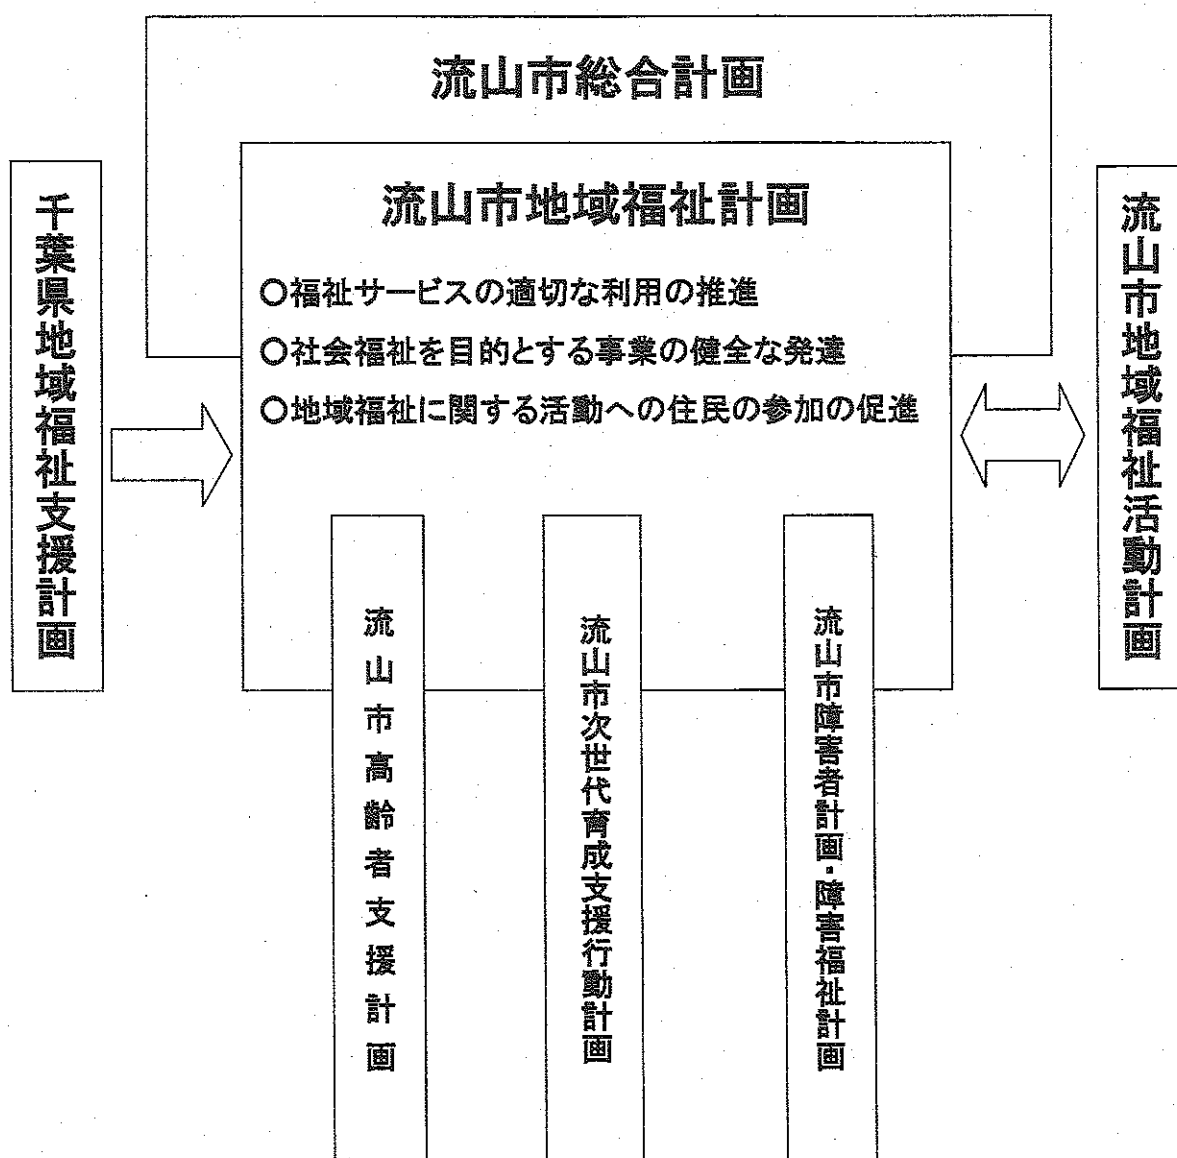 流山市総合計画
流山市地域福祉計画
○福祉サービスの適切な利用の推進
○社会福祉を目的とする事業の健全な発達
○地域福祉に関する活動への住民の参加の促進
千葉県地域福祉支援計画
流山市地域福祉活動計画
流山市高齢者支援計画
流山市次世代育成支援行動計画
流山市障害者計画・障害福祉計画